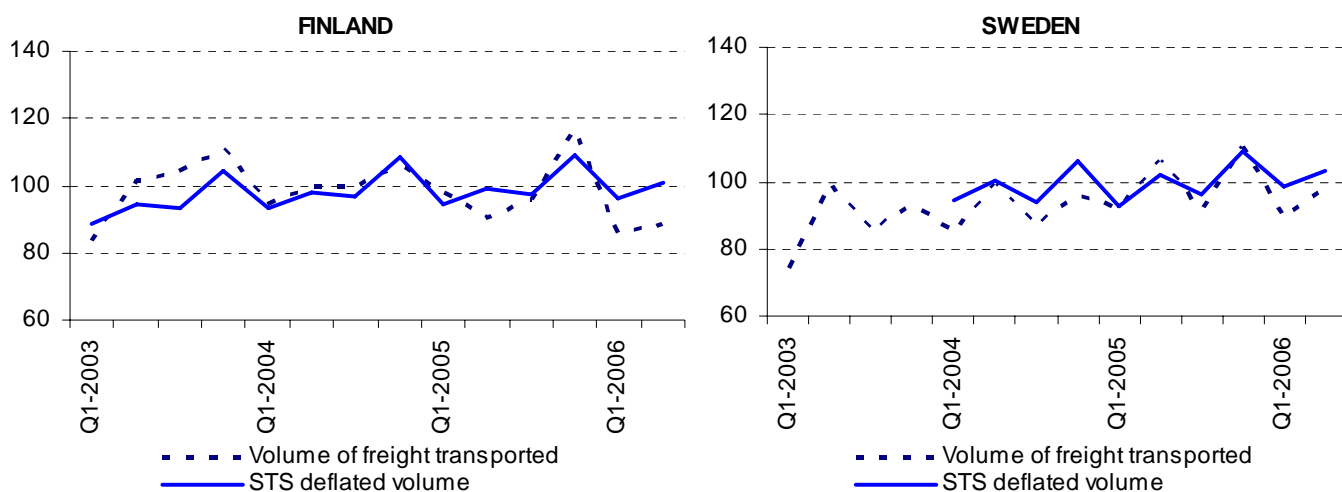 FINLAND
140
120
100
80
60
Q1-2003
Q1-2004
Q1-2005
Q1-2006
Volume of freight transported
STS deflated volume
SWEDEN
140
120
100
80
60
Q1-2003
Q1-2004
Q1-2005
Q1-2006
Volume of freight transported
STS deflated volume